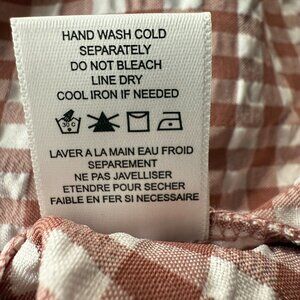 HAND WASH COLD
SEPARATELY
DO NOT BLEACH
LINE DRY
COOL IRON IF NEEDED
30 C
LAVER A LA MAIN EAU FROID
SEPAREMENT
NE PAS JAVELLISER
ETENDRE POUR SECHER
FAIBLE EN FER SI NECESSAIRE